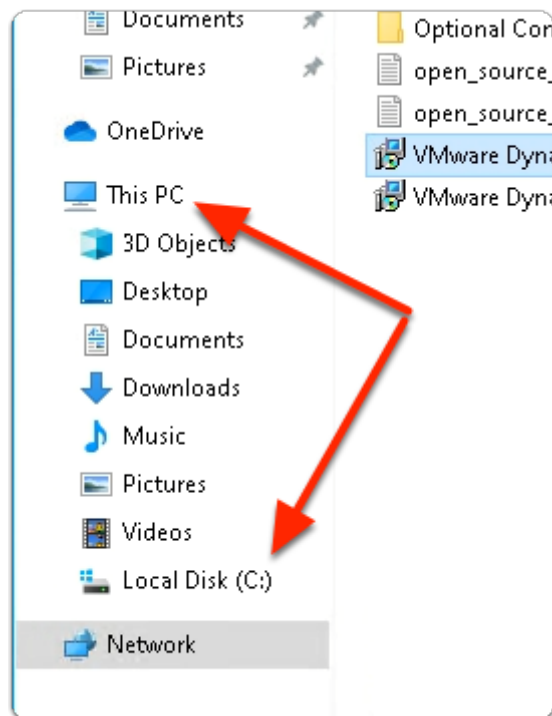 Documents
Pictures
OneDrive
This PC
3D Objects
Desktop
Documents
Downloads
Music
Pictures
Videos
Local Disk (C:)
Network
Optional Con
open_source_
open_source_
VMware Dyna
VMware Dyna